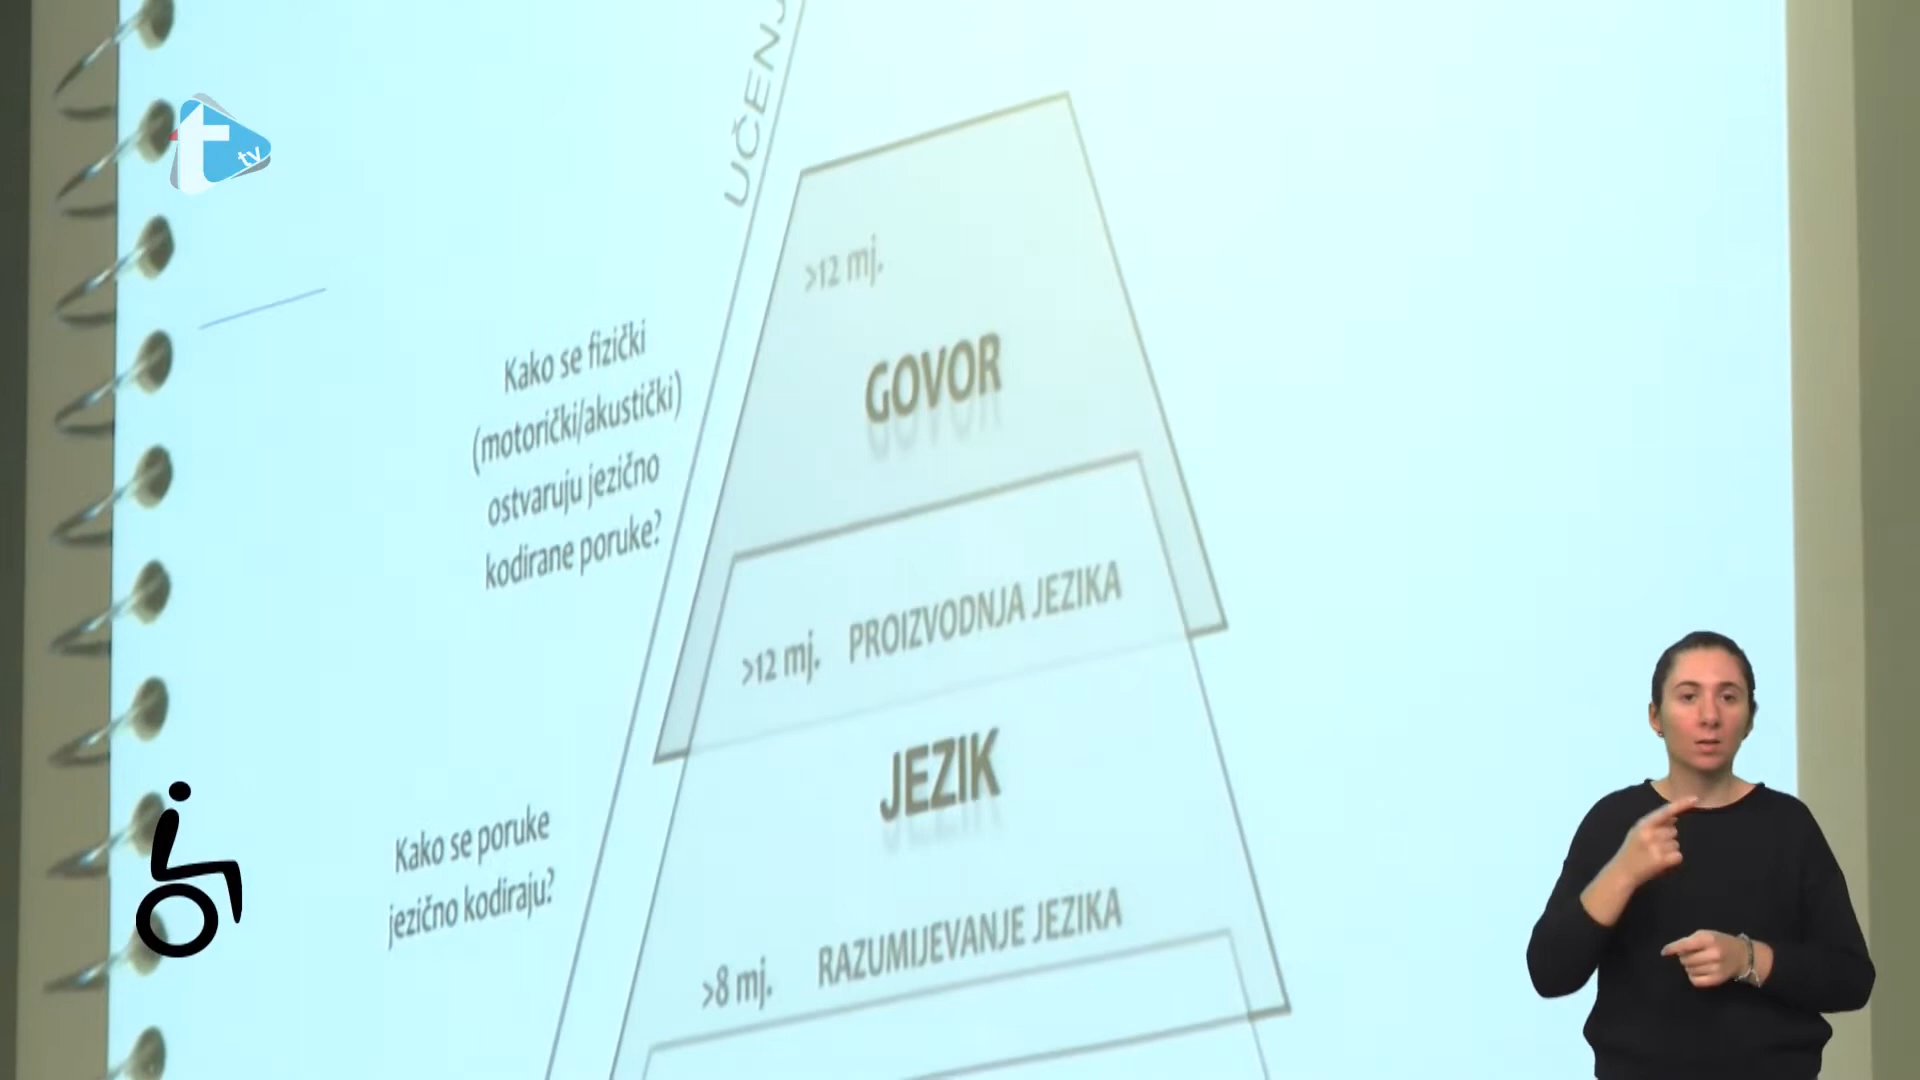 t tv
UČENJ
>12 mj.
GOVOR
Kako se fizički
(motorički/akustički)
ostvaruju jezično
kodirane poruke?
>12 mj. PROIZVODNJA JEZIKA
JEZIK
Kako se poruke
jezično kodiraju?
>8 mj. RAZUMIJEVANJE JEZIKA